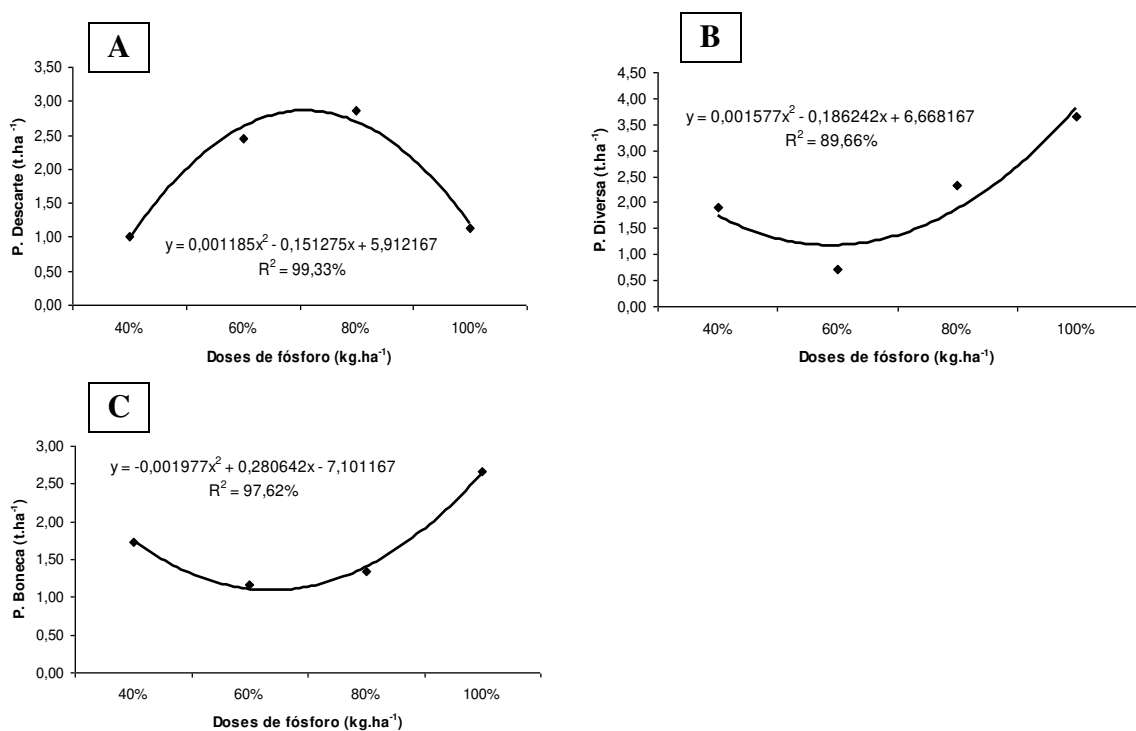 A
P. Descarte (t.ha⁻¹)
3,50
3,00
2,50
2,00
1,50
1,00
0,50
0,00
y = 0,001185x² - 0,151275x + 5,912167
R² = 99,33%
40% 60% 80% 100%
Doses de fósforo (kg.ha⁻¹)
B
P. Diversa (t.ha⁻¹)
4,50
4,00
3,50
3,00
2,50
2,00
1,50
1,00
0,50
0,00
y = 0,001577x² - 0,186242x + 6,668167
R² = 89,66%
40% 60% 80% 100%
Doses de fósforo (kg.ha⁻¹)
C
P. Boneca (t.ha⁻¹)
3,00
2,50
2,00
1,50
1,00
0,50
0,00
y = -0,001977x² + 0,280642x - 7,101167
R² = 97,62%
40% 60% 80% 100%
Doses de fósforo (kg.ha⁻¹)